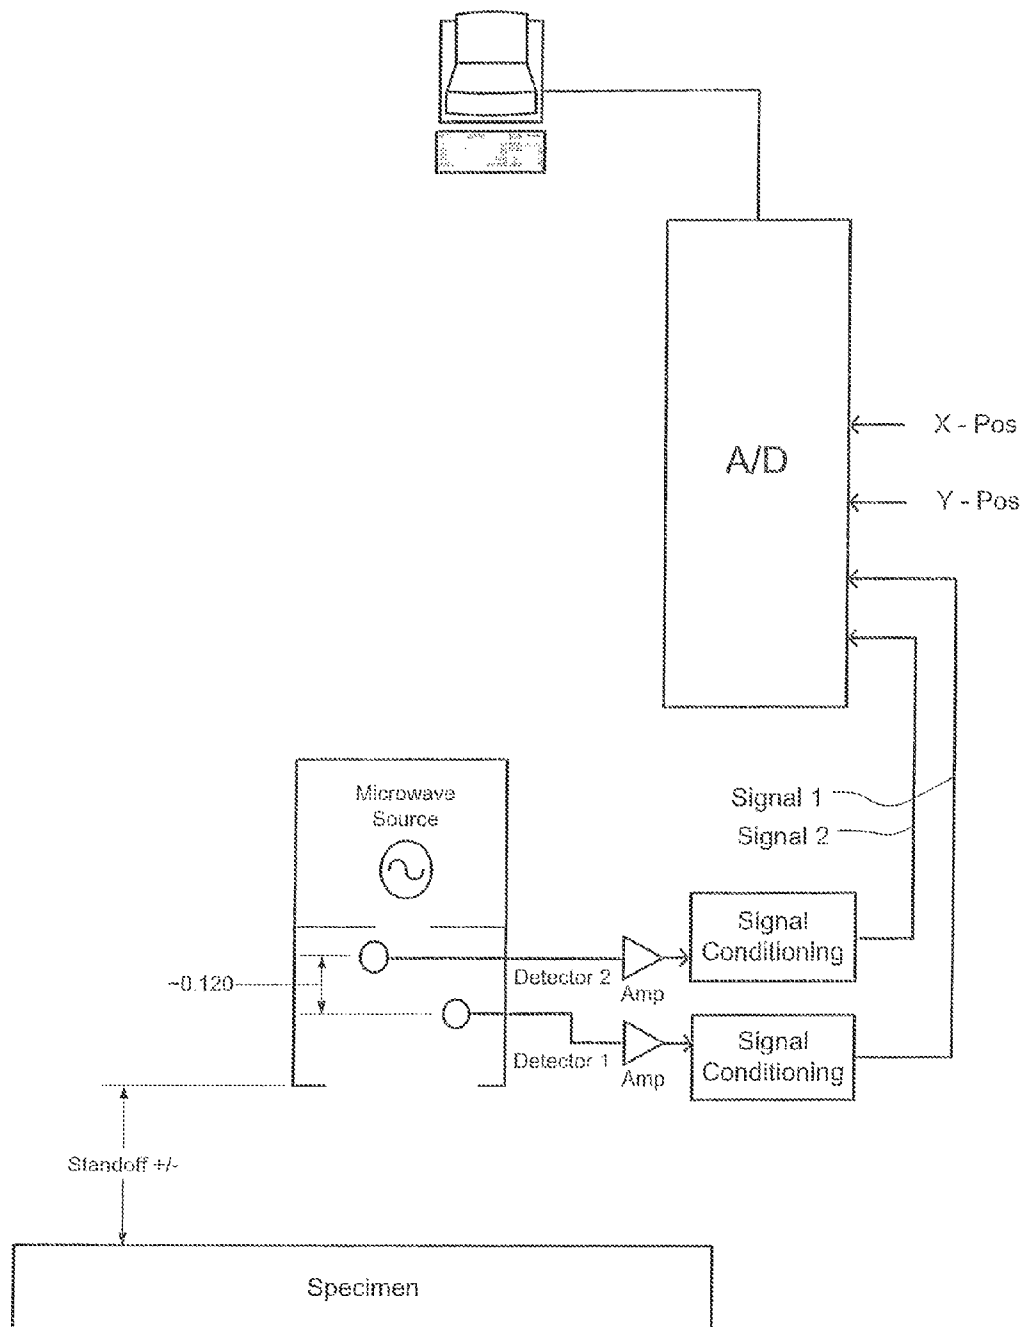 X - Pos
A/D
Y - Pos
Signal 1
Signal 2
Microwave
Source
Signal
Conditioning
Detector 2
Amp
~0.120
Signal
Conditioning
Detector 1
Amp
Standoff +/-
Specimen